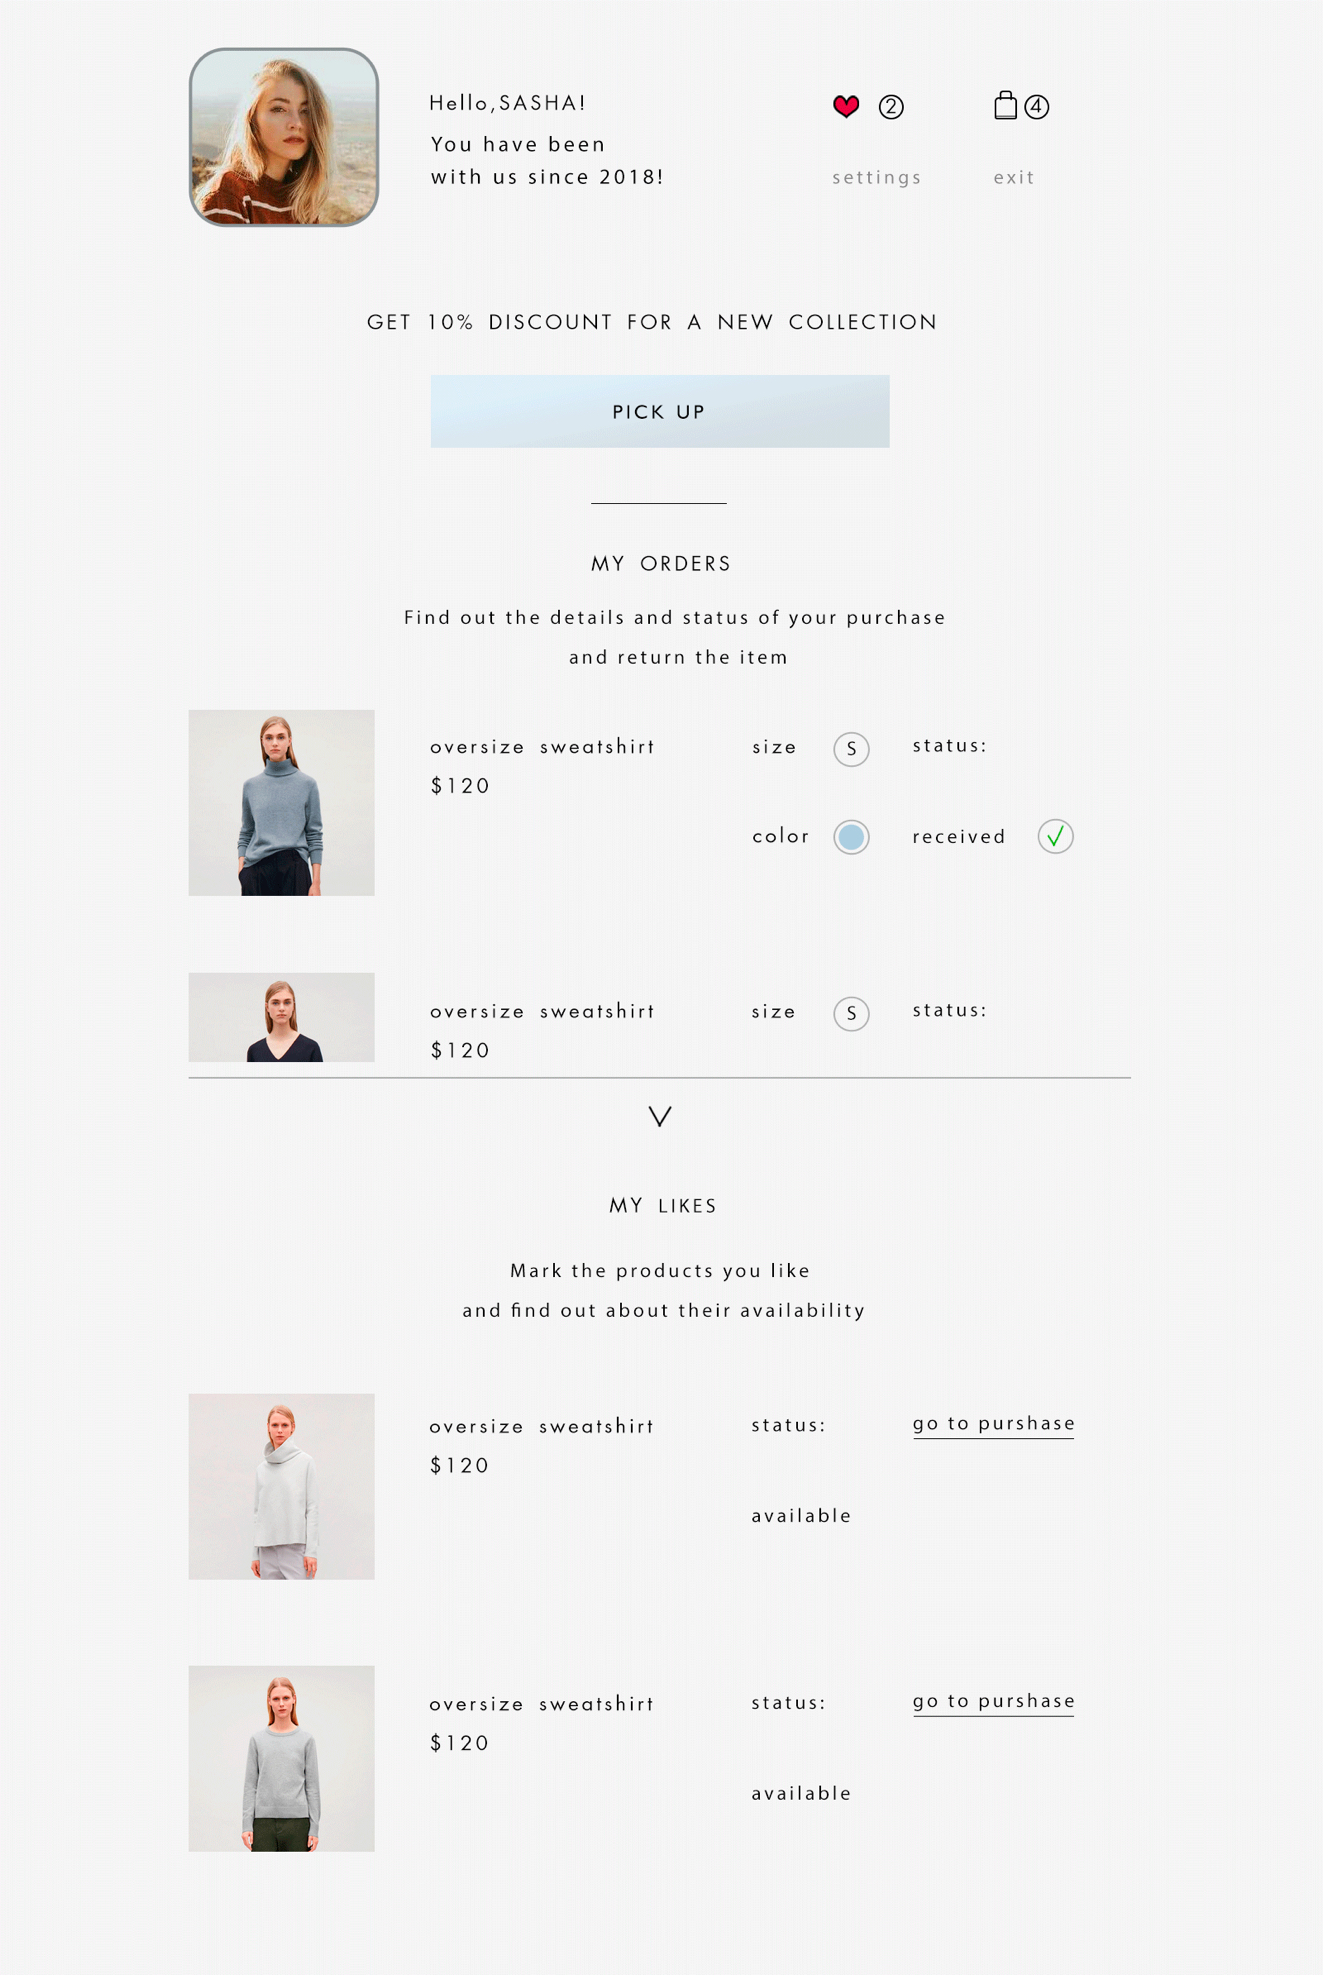 Hello,SASHA!
You have been
with us since 2018!
2
4
settings
exit
GET 10% DISCOUNT FOR A NEW COLLECTION
PICK UP
MY ORDERS
Find out the details and status of your purchase
and return the item
oversize sweatshirt
$120
size
S
status:
color
received
oversize sweatshirt
$120
size
S
status:
MY LIKES
Mark the products you like
and find out about their availability
oversize sweatshirt
$120
status:
go to purshase
available
oversize sweatshirt
$120
status:
go to purshase
available